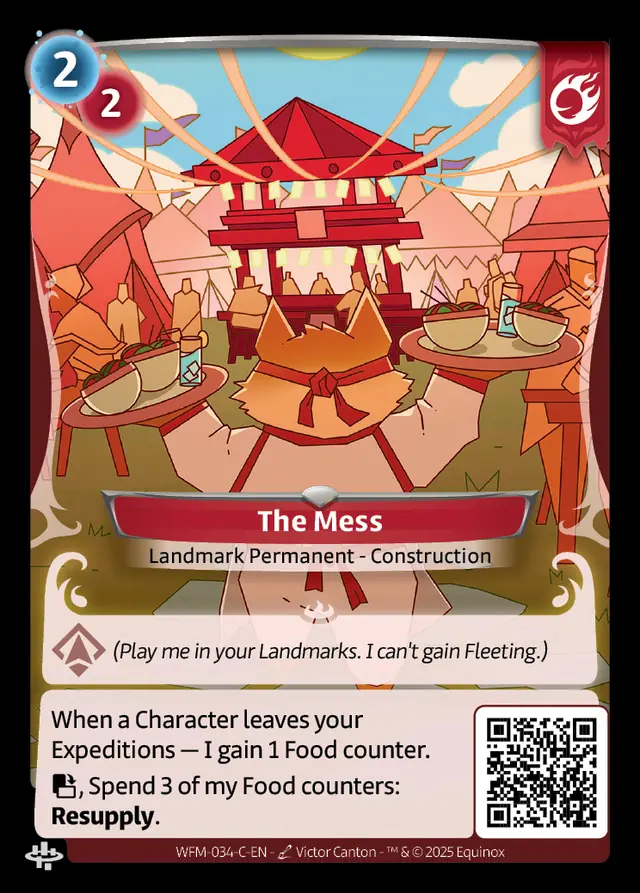 2
2
The Mess
Landmark Permanent - Construction
(Play me in your Landmarks. I can't gain Fleeting.)
When a Character leaves your
Expeditions — I gain 1 Food counter.
, Spend 3 of my Food counters:
Resupply.
WFM-034-C-EN - Victor Canton - ™ & © 2025 Equinox